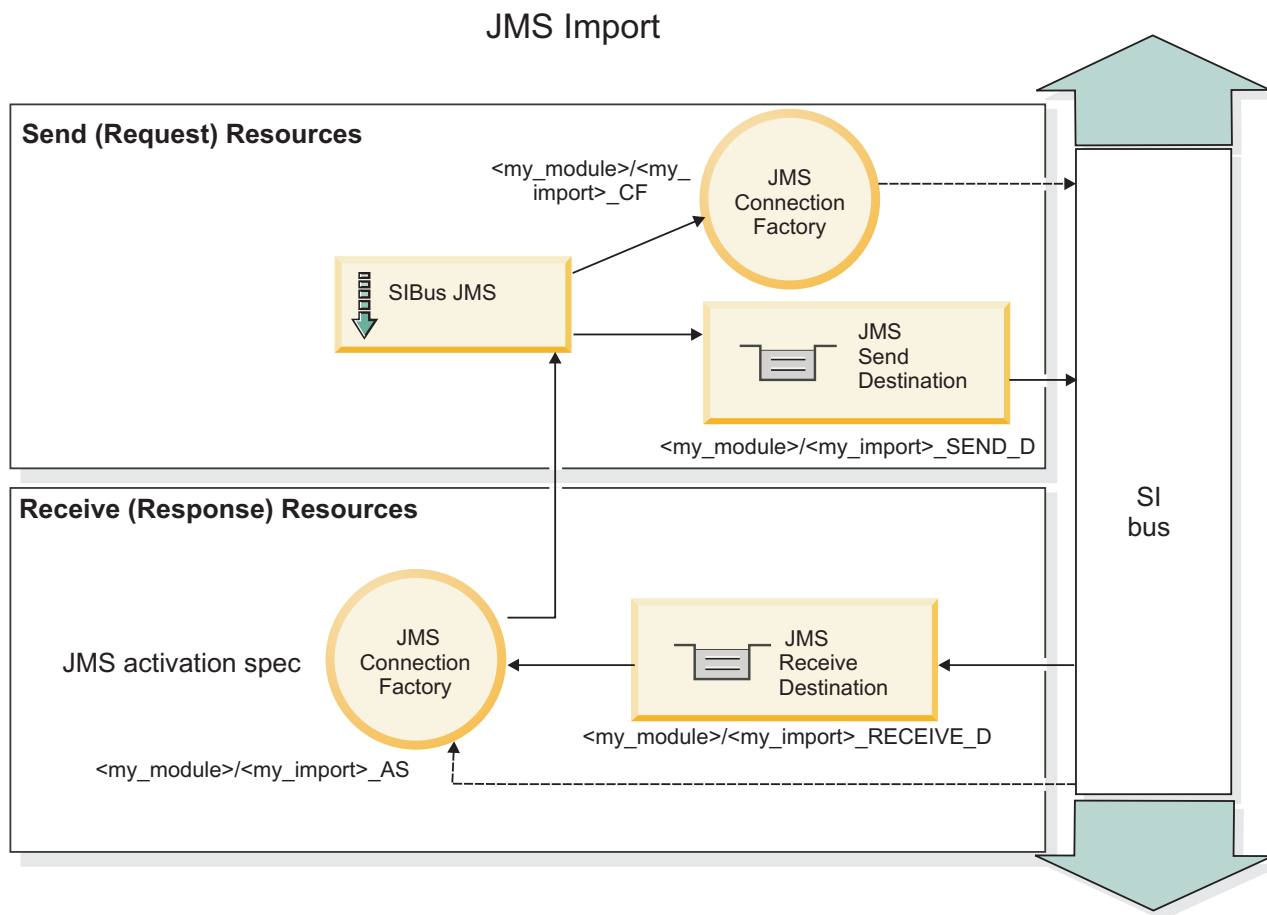 JMS Import
Send (Request) Resources
<my_module>/<my_
import>_CF
JMS
Connection
Factory
SIBus JMS
JMS
Send
Destination
<my_module>/<my_import>_SEND_D
SI
bus
Receive (Response) Resources
JMS activation spec
JMS
Connection
Factory
JMS
Receive
Destination
<my_module>/<my_import>_RECEIVE_D
<my_module>/<my_import>_AS